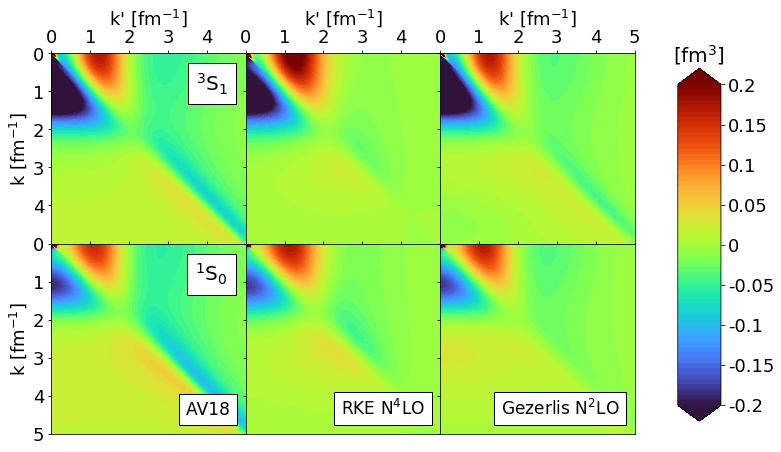 k' [fm⁻¹] k' [fm⁻¹] k' [fm⁻¹] [fm³]
0 1 2 3 4 0 1 2 3 4 0 1 2 3 4 5
k [fm⁻¹]
0
1
2
3
4
³S₁
k [fm⁻¹]
0
1
2
3
4
5
¹S₀
AV18 RKE N⁴LO Gezerlis N²LO
0.2
0.15
0.1
0.05
0
-0.05
-0.1
-0.15
-0.2